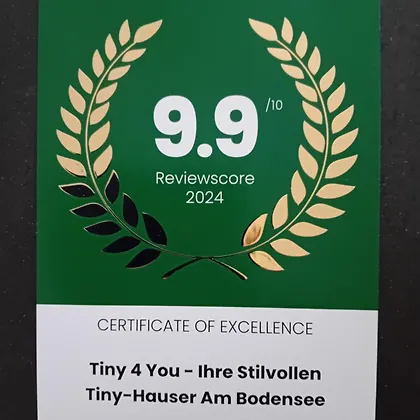 9.9 /10
Reviewscore
2024
CERTIFICATE OF EXCELLENCE
Tiny 4 You - Ihre Stilvollen
Tiny-Hauser Am Bodensee